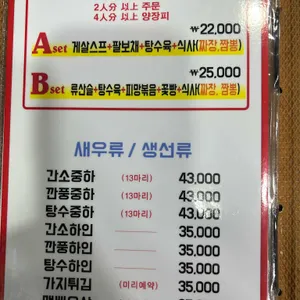 2人分 以上 주문
4人分 以上 양장피
₩22,000
A set 게살스프+팔보채+탕수육+식사(짜장,짬뽕)
₩25,000
B set 류산슬+탕수육+피망볶음+꽃빵+식사(짜장,짬뽕)
새우류 / 생선류
간소중하 (13마리) 43,000
깐풍중하 (13마리) 43,000
탕수중하 (13마리) 43,000
간소하인 35,000
깐풍하인 35,000
탕수하인 35,000
가지튀김 (미리예약) 35,000